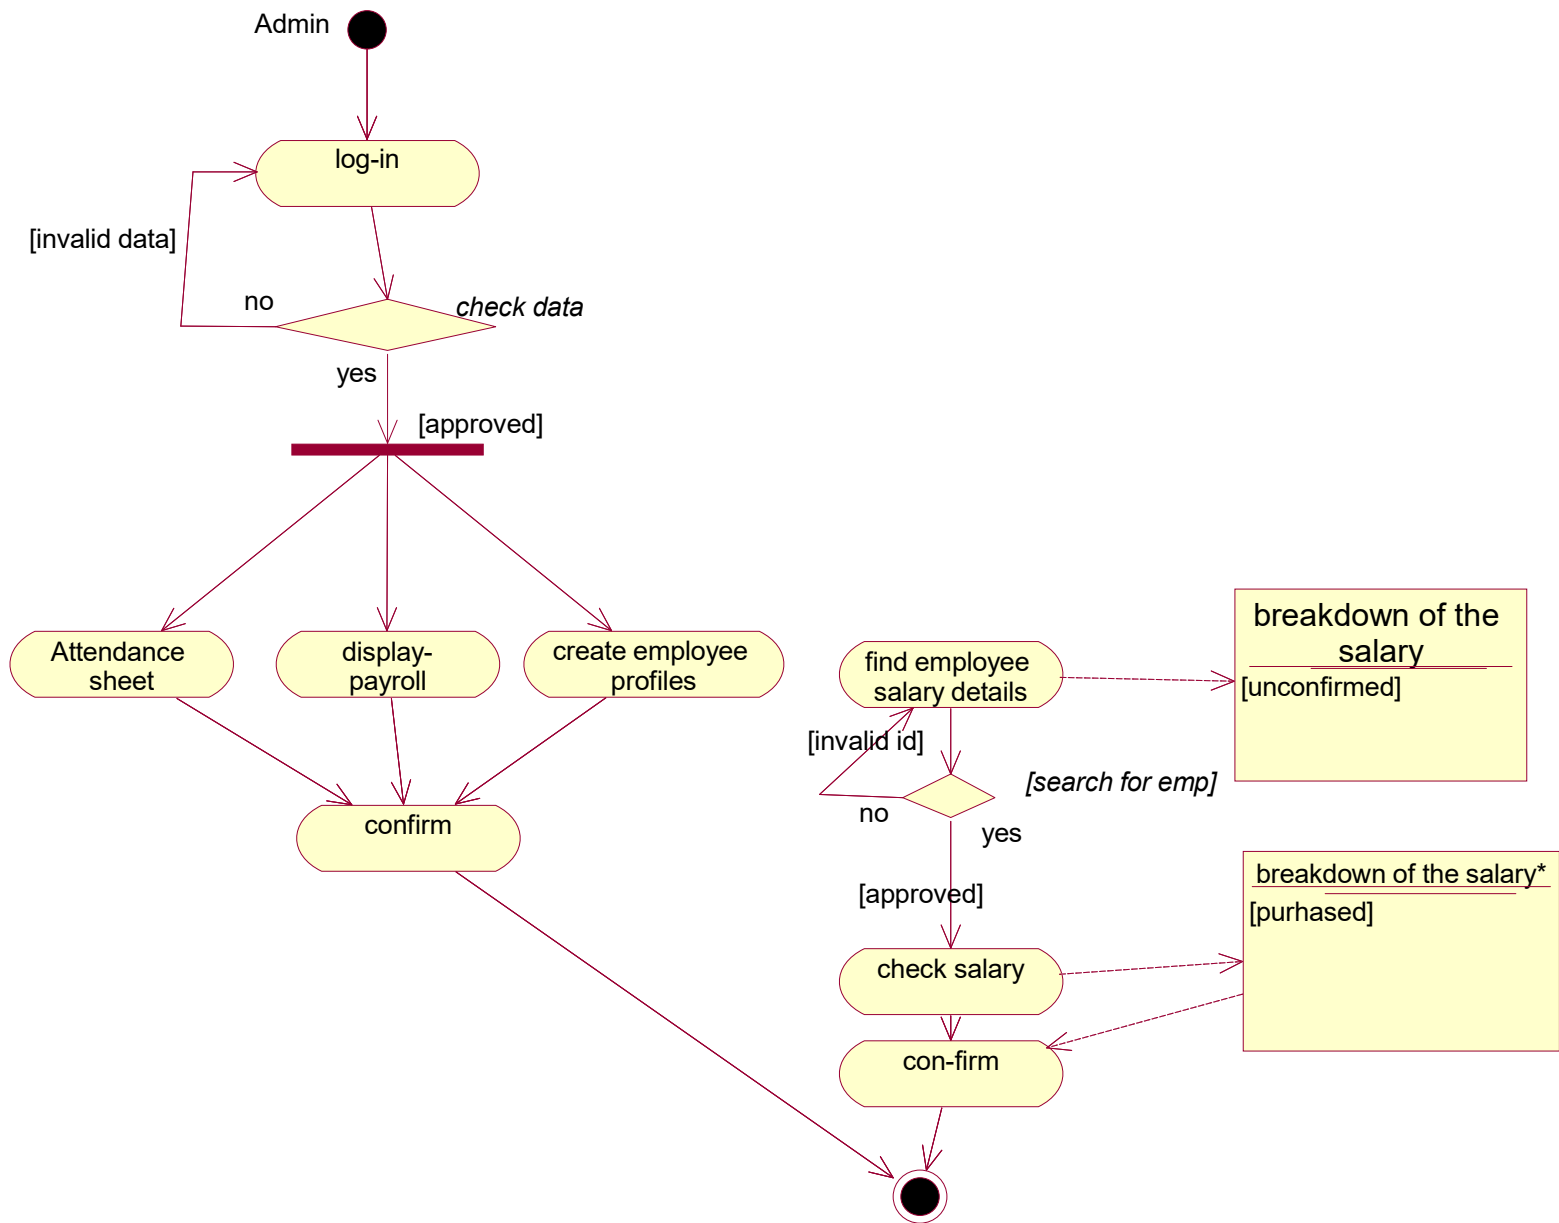 Admin
log-in
[invalid data]
no
check data
yes
[approved]
Attendance
sheet
display-
payroll
create employee
profiles
confirm
find employee
salary details
breakdown of the
salary
[unconfirmed]
[invalid id]
[search for emp]
no
yes
[approved]
breakdown of the salary*
[purhased]
check salary
con-firm